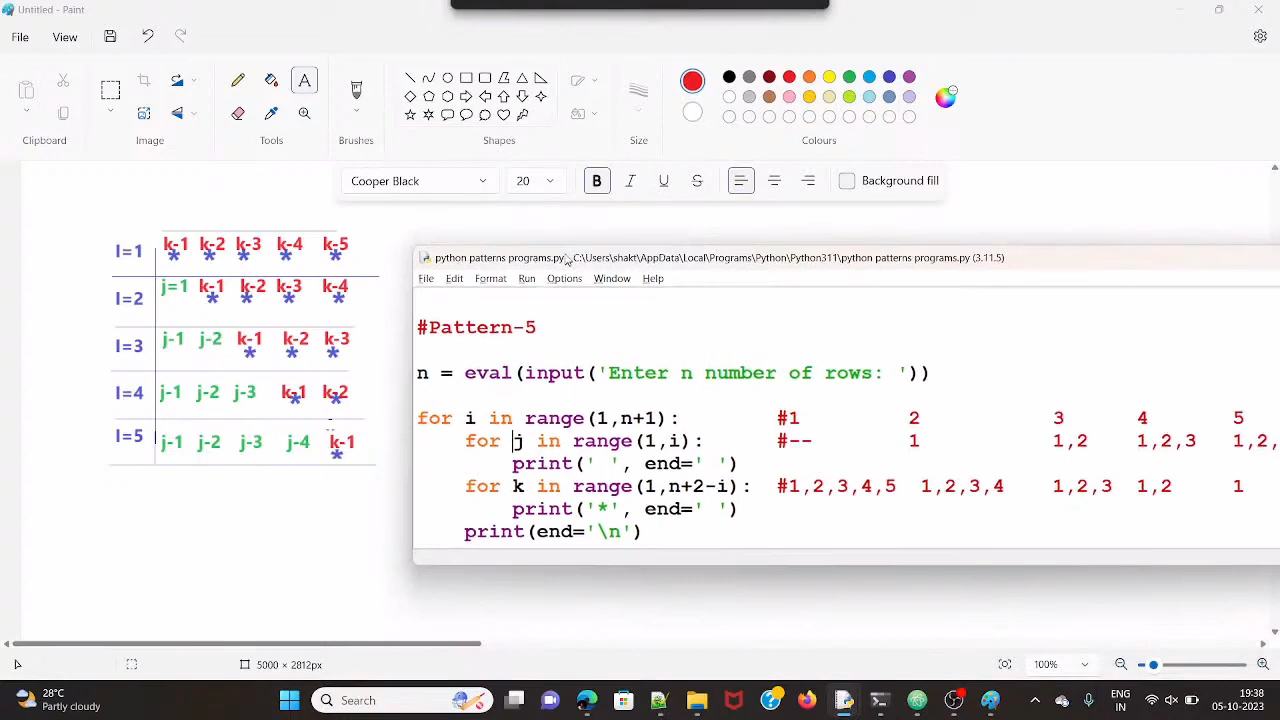 Untitled - Paint
File View
Clipboard Image Tools Brushes Shapes Size Colours
Cooper Black 20 B I U S Background fill
I=1 k-1 k-2 k-3 k-4 k-5
* * * * *
I=2 j=1 k-1 k-2 k-3 k-4
* * * *
I=3 j-1 j-2 k-1 k-2 k-3
* * *
I=4 j-1 j-2 j-3 k-1 k-2
* *
I=5 j-1 j-2 j-3 j-4 k-1
*
python patterns programs.py - C:\Users\shakt\AppData\Local\Programs\Python\Python311\python patterns programs.py (3.11.5)
File Edit Format Run Options Window Help
#Pattern-5
n = eval(input('Enter n number of rows: '))
for i in range(1,n+1): #1 2 3 4 5
for j in range(1,i): #-- 1 1,2 1,2,3 1,2,
print(' ', end=' ')
for k in range(1,n+2-i): #1,2,3,4,5 1,2,3,4 1,2,3 1,2 1
print('*', end=' ')
print(end='\n')
5000 × 2812px 100%
28°C
Partly cloudy
Search
ENG
IN
19:38
05-10-2023